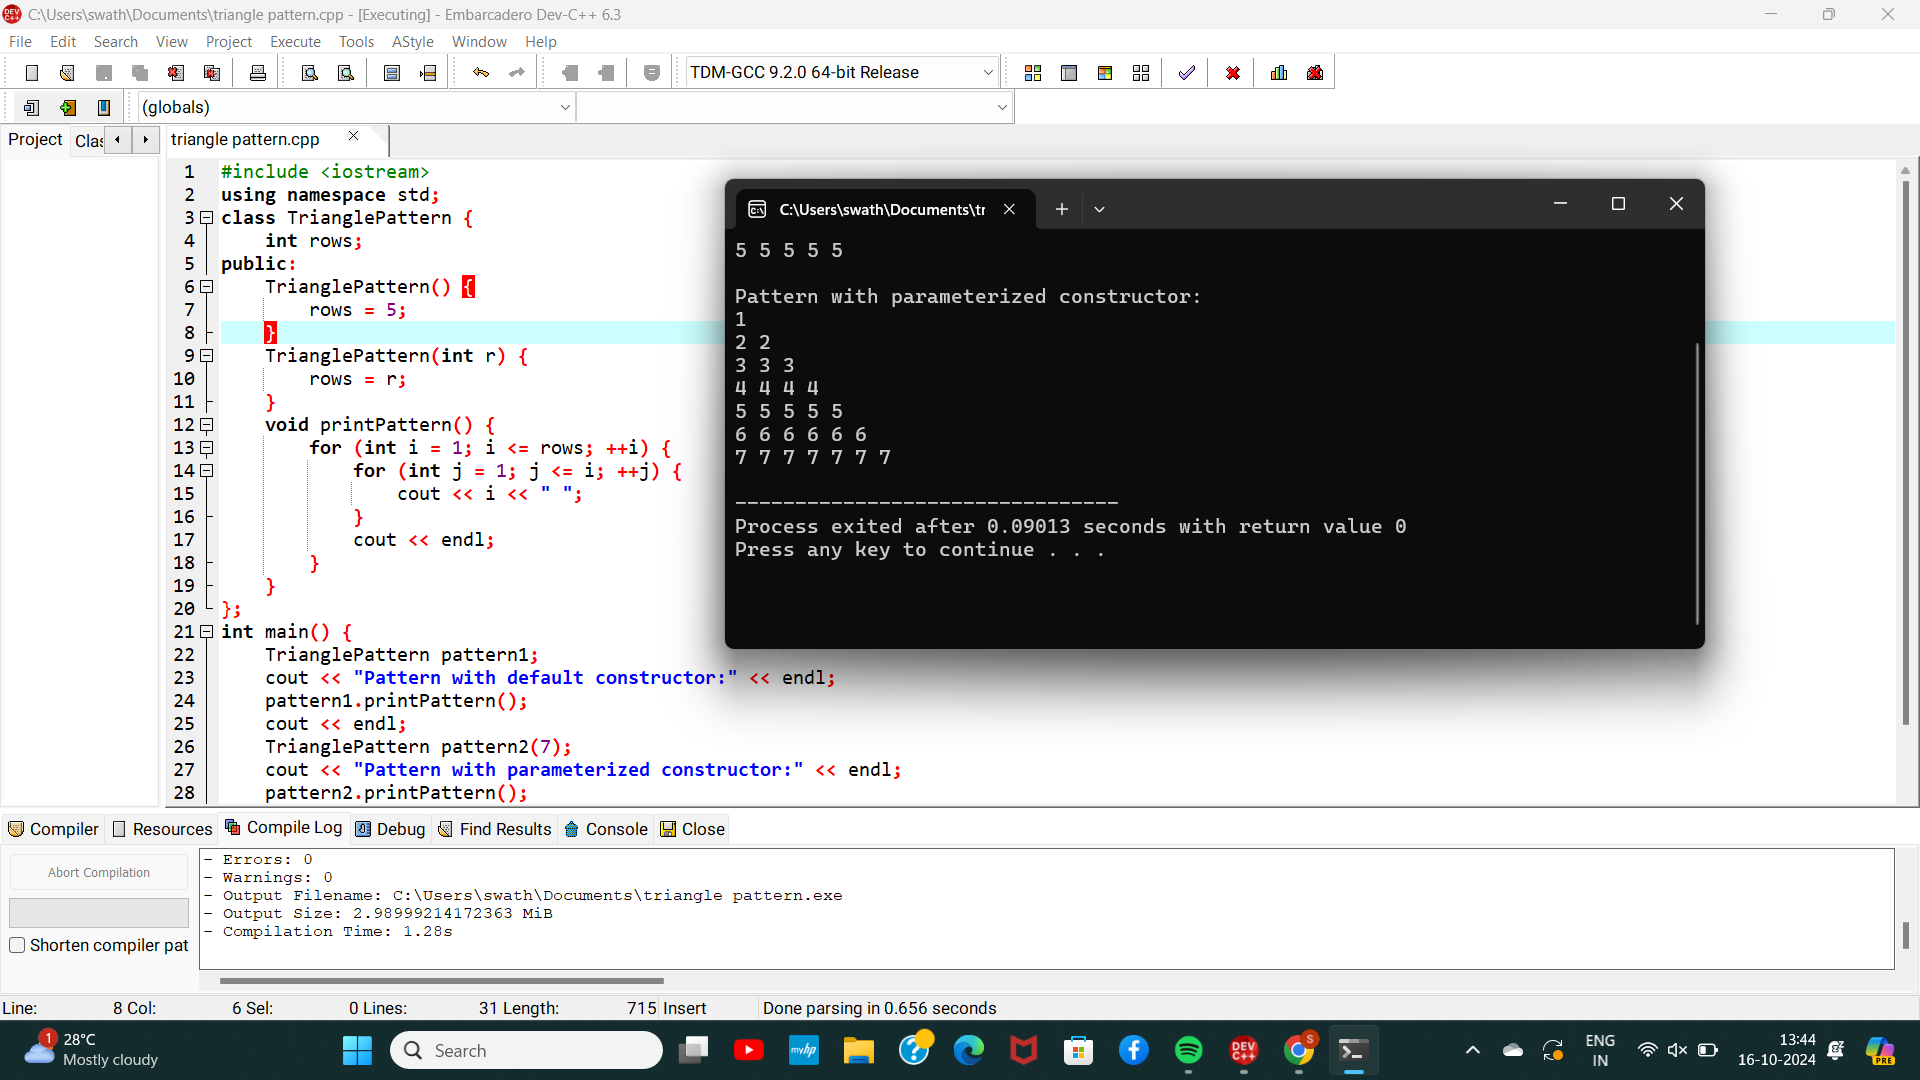 C:\Users\swath\Documents\triangle pattern.cpp - [Executing] - Embarcadero Dev-C++ 6.3
File Edit Search View Project Execute Tools AStyle Window Help
TDM-GCC 9.2.0 64-bit Release
(globals)
Project Clas triangle pattern.cpp
1 #include <iostream>
2 using namespace std;
3 class TrianglePattern {
4 int rows;
5 public:
6 TrianglePattern() {
7 rows = 5;
8 }
9 TrianglePattern(int r) {
10 rows = r;
11 }
12 void printPattern() {
13 for (int i = 1; i <= rows; ++i) {
14 for (int j = 1; j <= i; ++j) {
15 cout << i << " ";
16 }
17 cout << endl;
18 }
19 }
20 };
21 int main() {
22 TrianglePattern pattern1;
23 cout << "Pattern with default constructor:" << endl;
24 pattern1.printPattern();
25 cout << endl;
26 TrianglePattern pattern2(7);
27 cout << "Pattern with parameterized constructor:" << endl;
28 pattern2.printPattern();
C:\Users\swath\Documents\tr
5 5 5 5 5
Pattern with parameterized constructor:
1
2 2
3 3 3
4 4 4 4
5 5 5 5 5
6 6 6 6 6 6
7 7 7 7 7 7 7
--------------------------------
Process exited after 0.09013 seconds with return value 0
Press any key to continue . . .
Compiler Resources Compile Log Debug Find Results Console Close
Abort Compilation
Shorten compiler pat
- Errors: 0
- Warnings: 0
- Output Filename: C:\Users\swath\Documents\triangle pattern.exe
- Output Size: 2.98999214172363 MiB
- Compilation Time: 1.28s
Line: 8 Col: 6 Sel: 0 Lines: 31 Length: 715 Insert Done parsing in 0.656 seconds
1
28°C
Mostly cloudy
Search
myhp
DEV C++
S
ENG
IN
13:44
16-10-2024
PRE